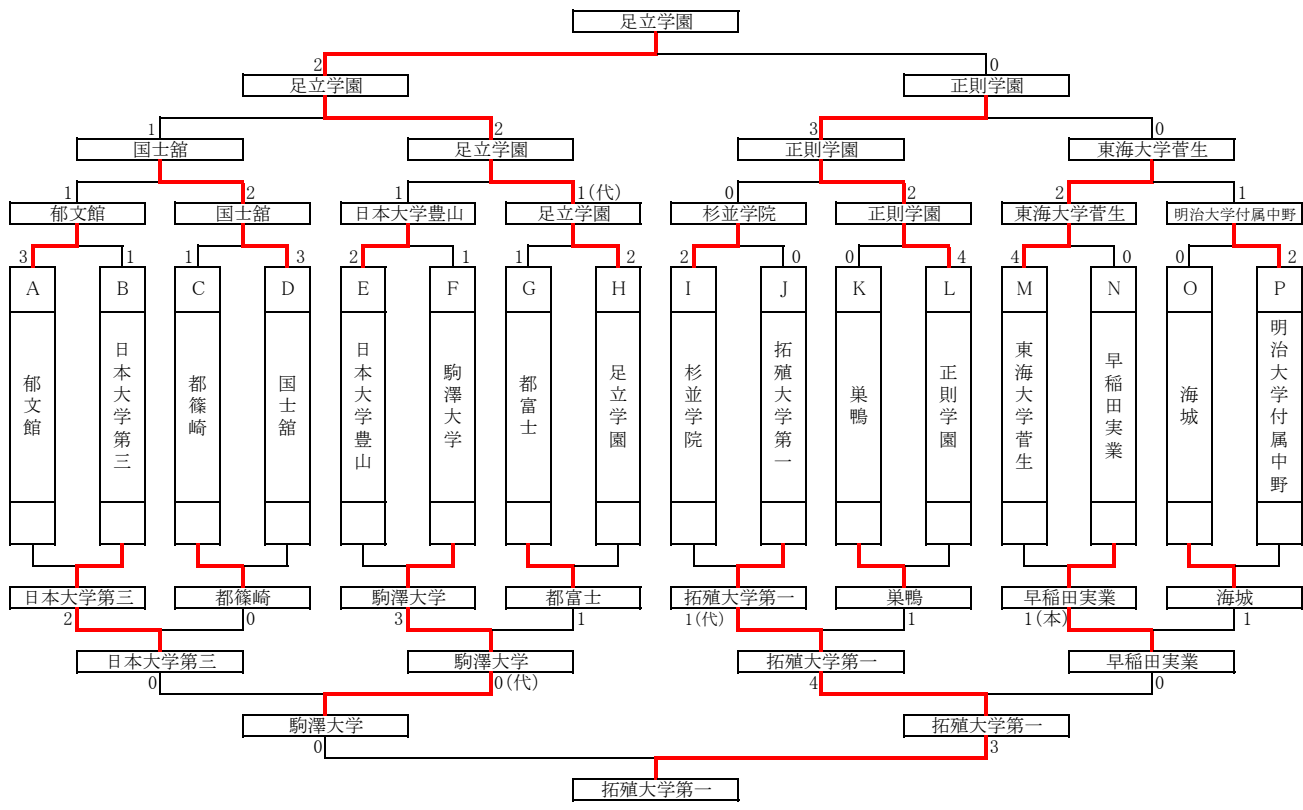 足立学園
2 0
足立学園 正則学園
1 2 3 0
国士舘 足立学園 正則学園 東海大学菅生
1 2 1 1(代) 0 2 2 1
郁文館 国士舘 日本大学豊山 足立学園 杉並学院 正則学園 東海大学菅生 明治大学付属中野
3 1 1 3 2 1 1 2 2 0 0 4 4 0 0 2
A B C D E F G H I J K L M N O P
郁文館
日本大学第三
都篠崎
国士舘
日本大学豊山
駒澤大学
都富士
足立学園
杉並学院
拓殖大学第一
巣鴨
正則学園
東海大学菅生
早稲田実業
海城
明治大学付属中野
日本大学第三 都篠崎 駒澤大学 都富士 拓殖大学第一 巣鴨 早稲田実業 海城
2 0 3 1 1(代) 1 1(本) 1
日本大学第三 駒澤大学 拓殖大学第一 早稲田実業
0 0(代) 4 0
駒澤大学 拓殖大学第一
0 3
拓殖大学第一